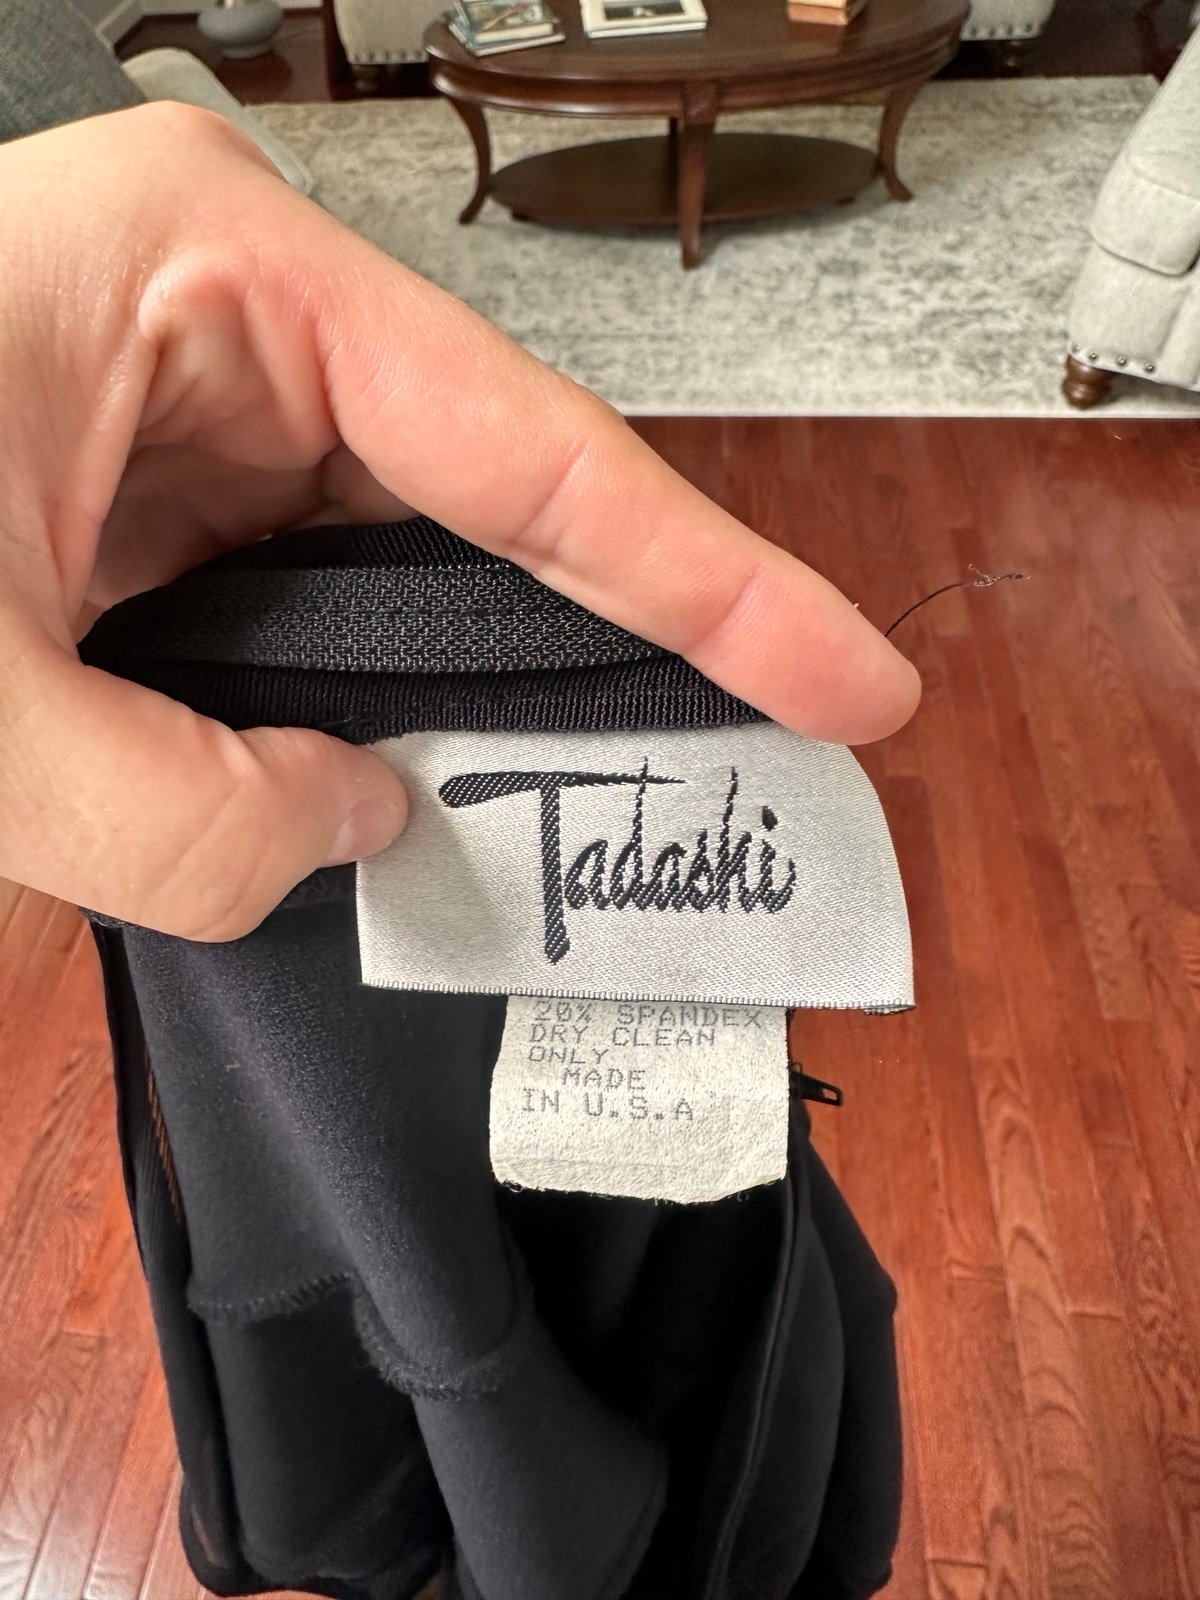 Tadashi
20% SPANDEX
DRY CLEAN
ONLY
MADE
IN U.S.A